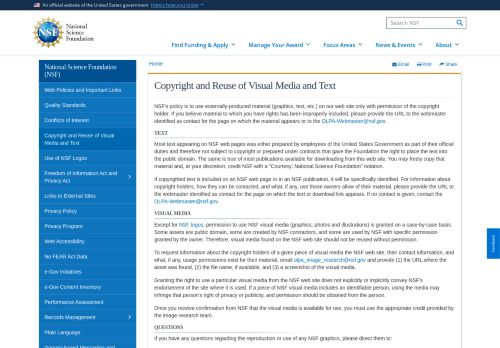 An official website of the United States government Here's how you know
NSF
National
Science
Foundation
Search NSF
Find Funding & Apply
Manage Your Award
Focus Areas
News & Events
About
National Science Foundation
(NSF)
Web Policies and Important Links
Quality Standards
Conflicts of Interest
Copyright and Reuse of Visual
Media and Text
Use of NSF Logos
Freedom of Information Act and
Privacy Act
Links to External Sites
Privacy Policy
Privacy Program
Web Accessibility
No FEAR Act Data
e-Gov Initiatives
e-Gov Content Inventory
Performance Assessment
Records Management
Plain Language
Home
Email
Print
Share
Copyright and Reuse of Visual Media and Text
NSF's policy is to use externally-produced material (graphics, text, etc.) on our web site only with permission of the copyright
holder. If you believe material to which you have rights has been improperly included, please provide the URL to the webmaster
identified as contact for the page on which the material appears or to the OLPA-Webmaster@nsf.gov.
TEXT
Most text appearing on NSF web pages was either prepared by employees of the United States Government as part of their official
duties and therefore not subject to copyright or prepared under contracts that gave the Foundation the right to place the text into
the public domain. The same is true of most publications available for downloading from this web site. You may freely copy that
material and, at your discretion, credit NSF with a "Courtesy: National Science Foundation" notation.
If copyrighted text is included on an NSF web page or in an NSF publication, it will be specifically identified. For information about
copyright holders, how they can be contacted, and what, if any, use those owners allow of their material, please provide the URL to
the webmaster identified as contact for the page on which the text or download link appears. If no contact is given, contact the
OLPA-Webmaster@nsf.gov.
VISUAL MEDIA
Except for NSF logos, permission to use NSF visual media (graphics, photos and illustrations) is granted on a case-by-case basis.
Some assets are public domain, some are created by NSF contractors, and some are used by NSF with specific permission
granted by the owner. Therefore, visual media found on the NSF web site should not be reused without permission.
To request information about the copyright holders of a given piece of visual media the NSF web site, their contact information, and
what, if any, usage permissions exist for their material, email olpa_image_research@nsf.gov and provide (1) the URL where the
asset was found, (2) the file name, if available, and (3) a screenshot of the visual media.
Granting the right to use a particular visual media from the NSF web site does not explicitly or implicitly convey NSF's
endorsement of the site where it is used. If a piece of NSF visual media includes an identifiable person, using the media may
infringe that person's right of privacy or publicity, and permission should be obtained from the person.
Once you receive confirmation from NSF that the visual media is available for use, you must use the appropriate credit provided by
the image research team.
QUESTIONS
If you have any questions regarding the reproduction or use of any NSF graphics, please direct them to:
Feedback